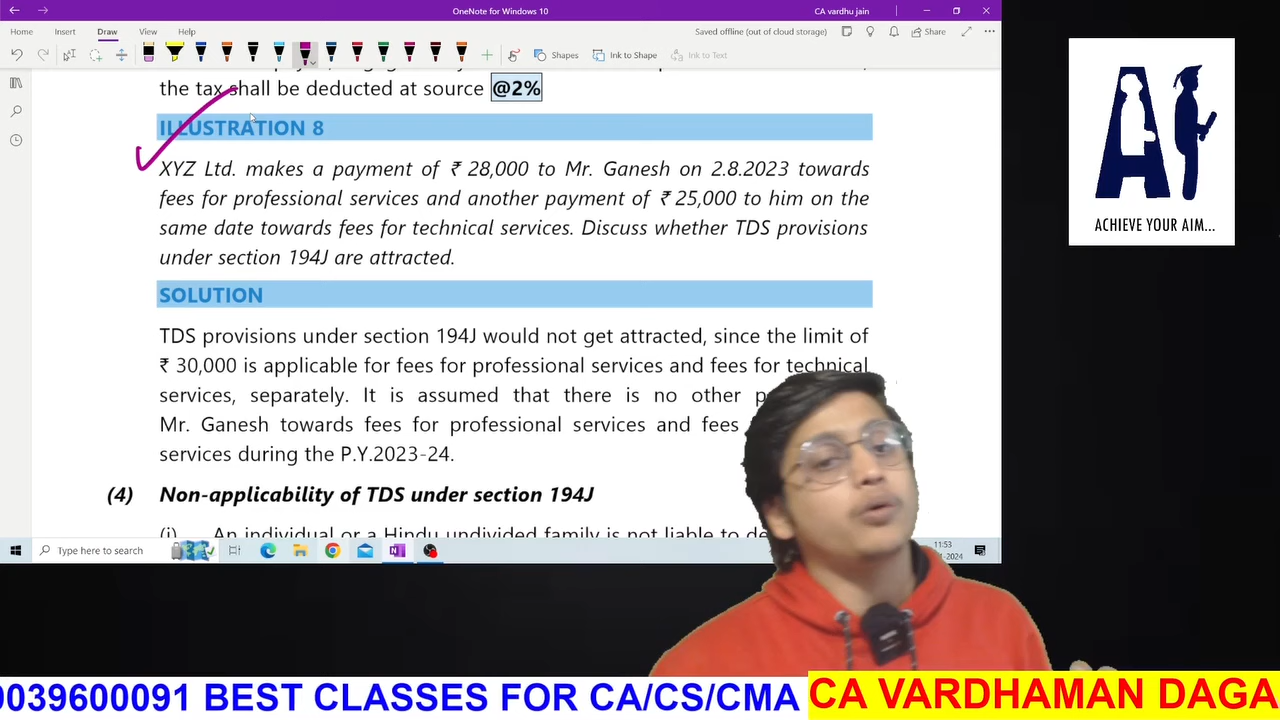 OneNote for Windows 10
CA vardhu jain
Home Insert Draw View Help
Saved offline (out of cloud storage)
Share
Shapes
Ink to Shape
Ink to Text
the tax shall be deducted at source @2%
ILLUSTRATION 8
XYZ Ltd. makes a payment of ₹ 28,000 to Mr. Ganesh on 2.8.2023 towards
fees for professional services and another payment of ₹ 25,000 to him on the
same date towards fees for technical services. Discuss whether TDS provisions
under section 194J are attracted.
SOLUTION
TDS provisions under section 194J would not get attracted, since the limit of
₹ 30,000 is applicable for fees for professional services and fees for technical
services, separately. It is assumed that there is no other
Mr. Ganesh towards fees for professional services and fees
services during the P.Y.2023-24.
(4) Non-applicability of TDS under section 194J
(i) An individual or a Hindu undivided family is not liable to
Type here to search
11:53
ACHIEVE YOUR AIM...
0039600091 BEST CLASSES FOR CA/CS/CMA CA VARDHAMAN DAGA